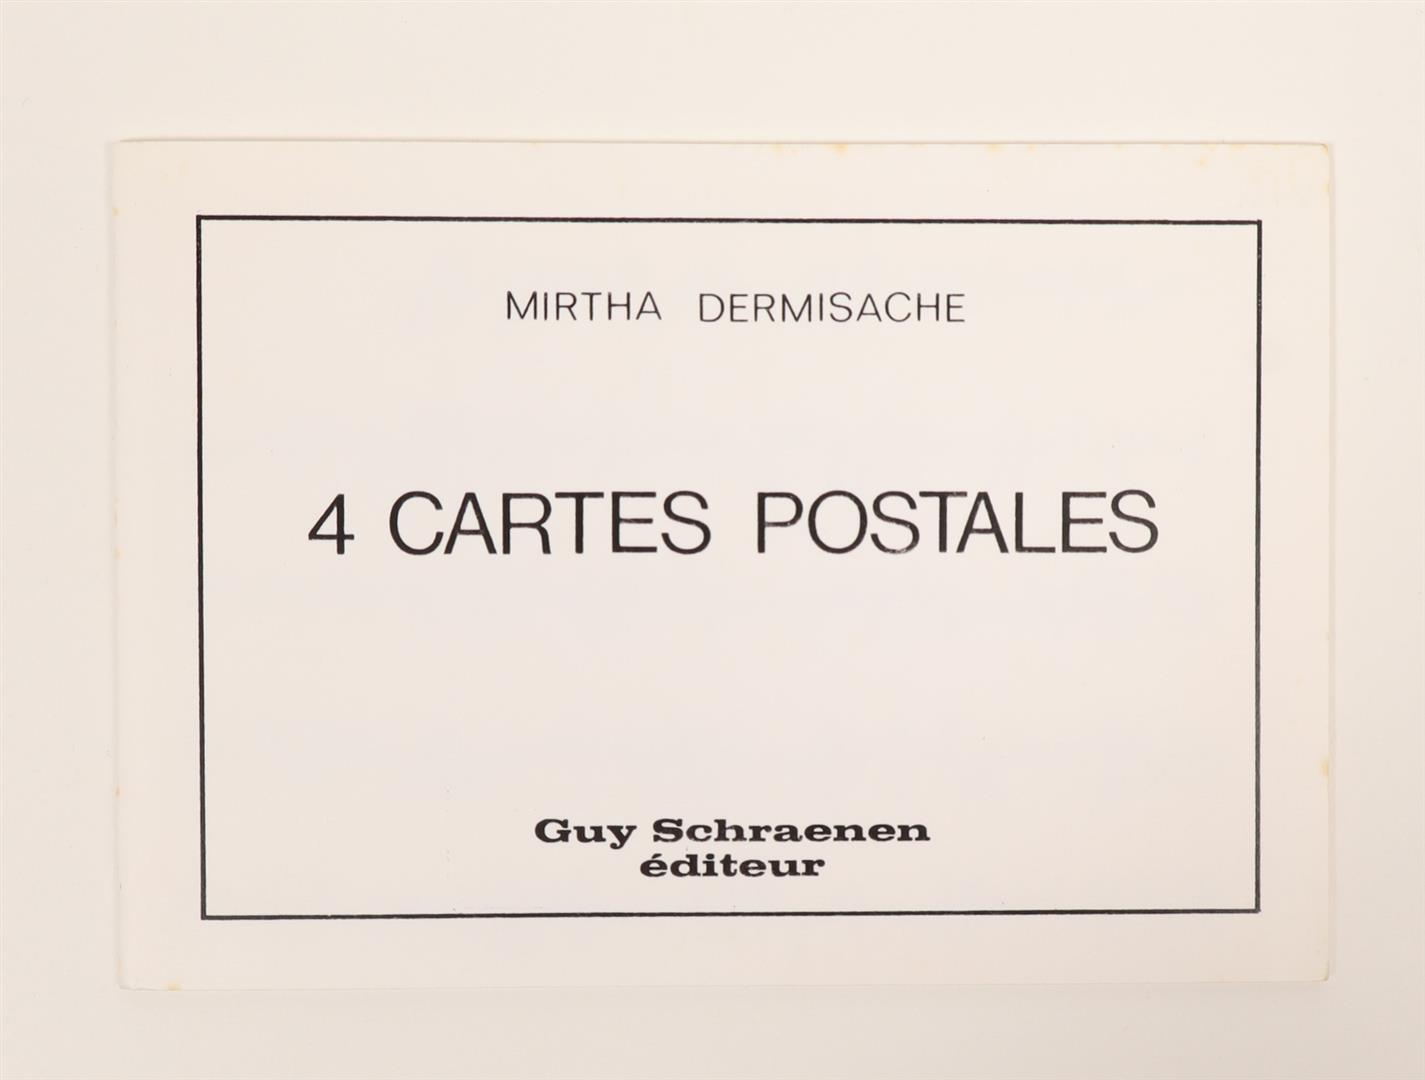 MIRTHA DERMISACHE
4 CARTES POSTALES
Guy Schraenen
éditeur